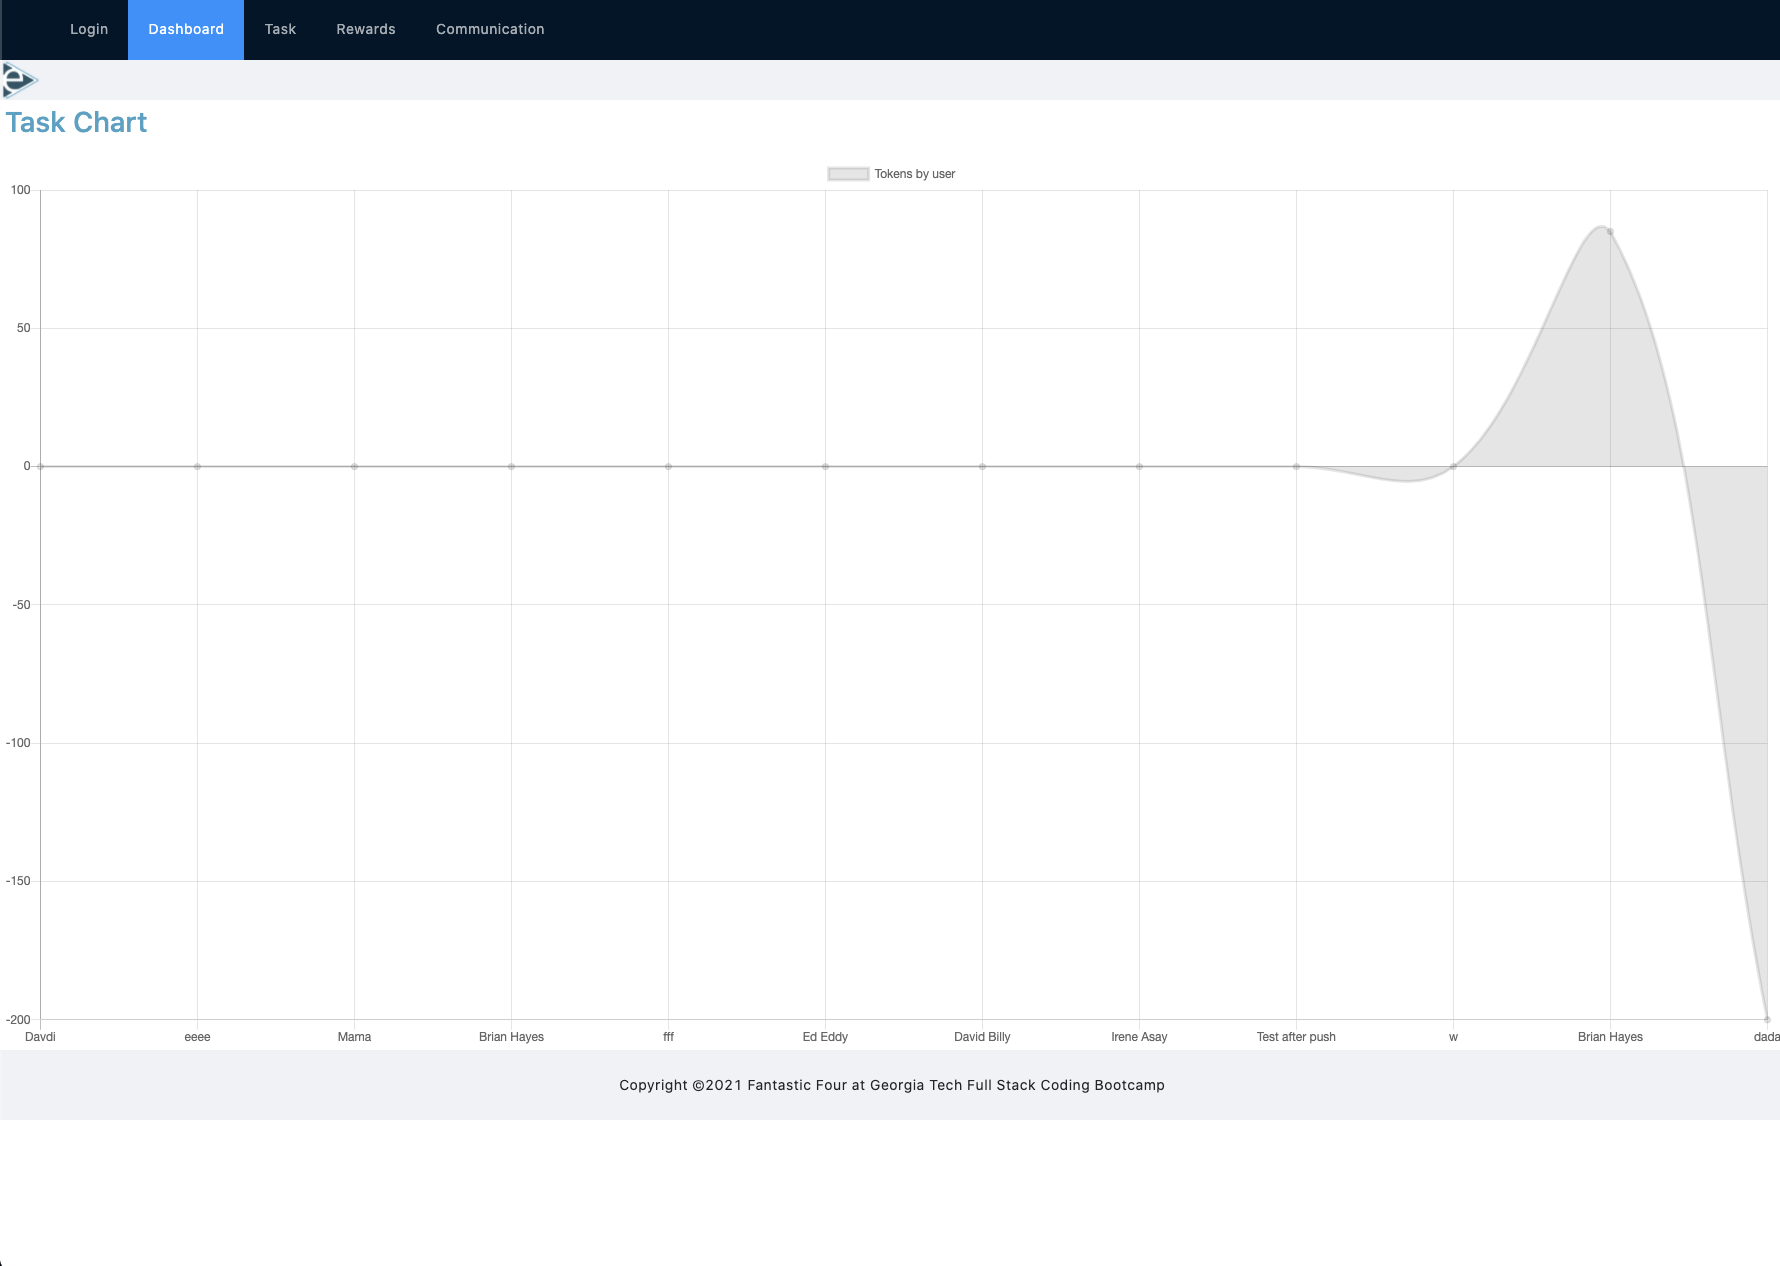 Login Dashboard Task Rewards Communication
e
Task Chart
Tokens by user
100
50
0
-50
-100
-150
-200
Davdi eeee Mama Brian Hayes fff Ed Eddy David Billy Irene Asay Test after push w Brian Hayes dada
Copyright ©2021 Fantastic Four at Georgia Tech Full Stack Coding Bootcamp